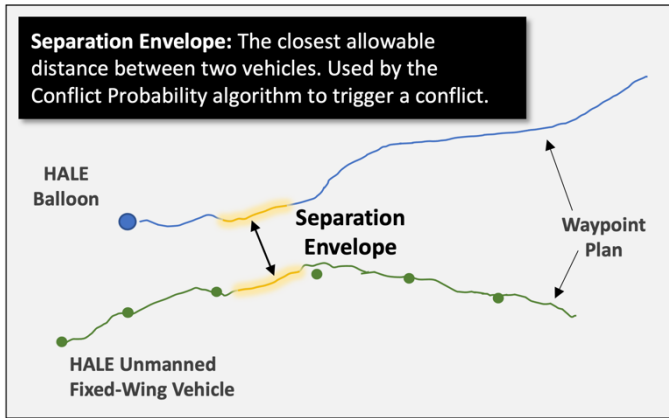 Separation Envelope: The closest allowable
distance between two vehicles. Used by the
Conflict Probability algorithm to trigger a conflict.
HALE
Balloon
Separation
Envelope
Waypoint
Plan
HALE Unmanned
Fixed-Wing Vehicle